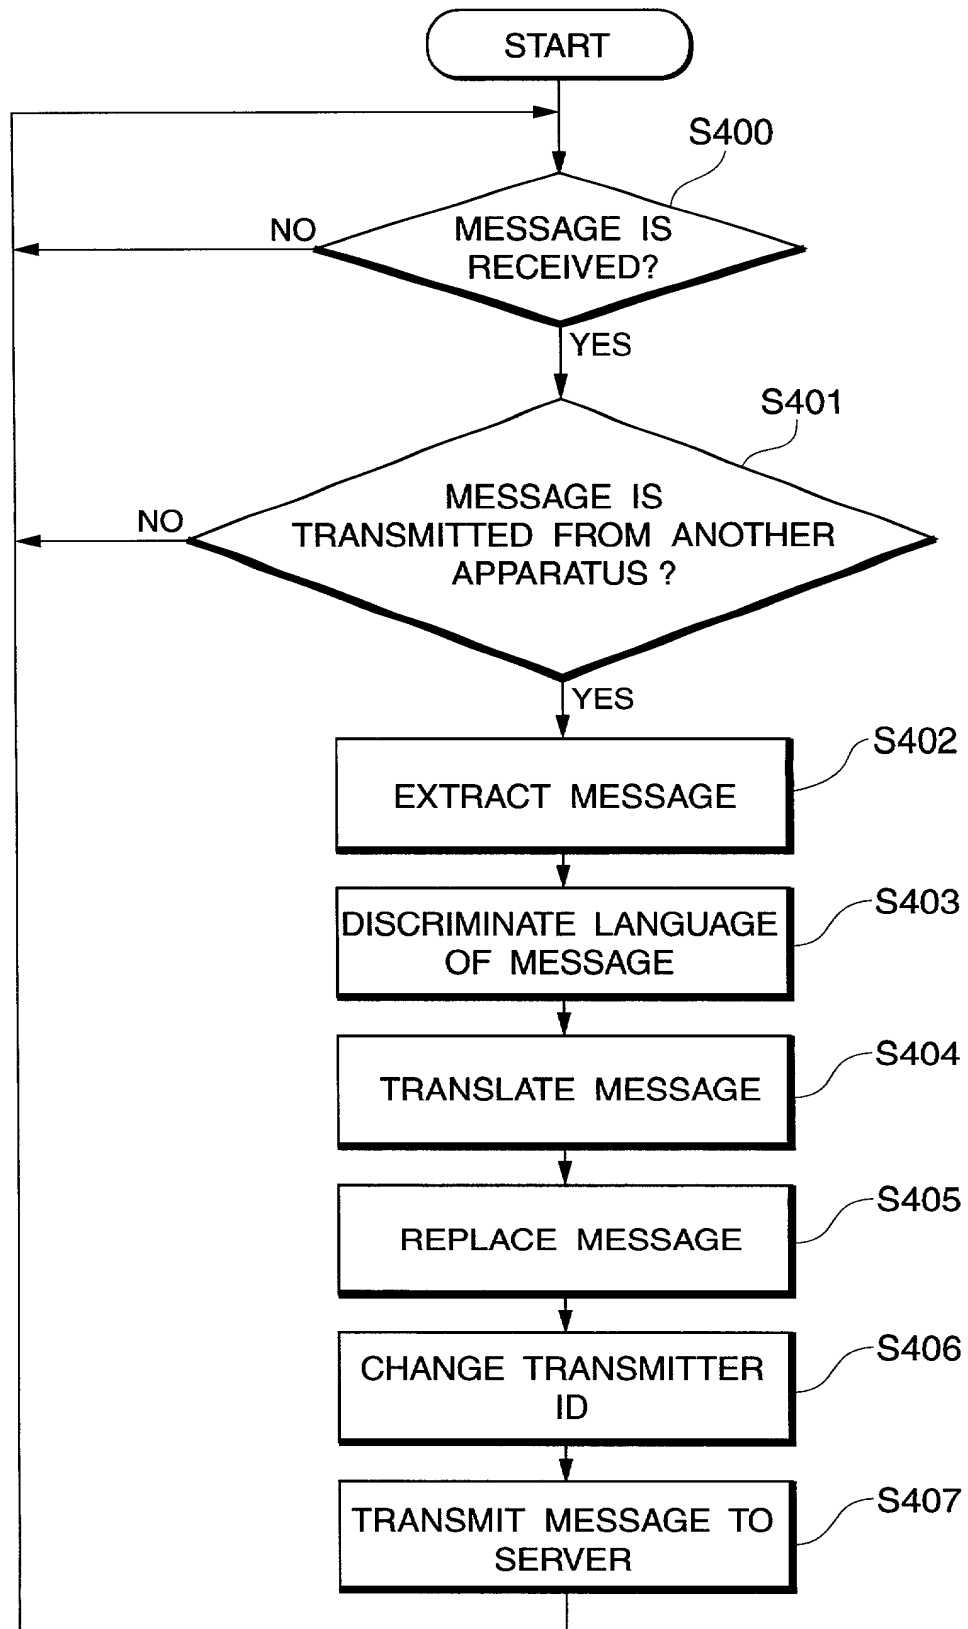 START
S400
MESSAGE IS
RECEIVED?
NO
YES
S401
MESSAGE IS
TRANSMITTED FROM ANOTHER
APPARATUS ?
NO
YES
S402
EXTRACT MESSAGE
S403
DISCRIMINATE LANGUAGE
OF MESSAGE
S404
TRANSLATE MESSAGE
S405
REPLACE MESSAGE
S406
CHANGE TRANSMITTER
ID
S407
TRANSMIT MESSAGE TO
SERVER